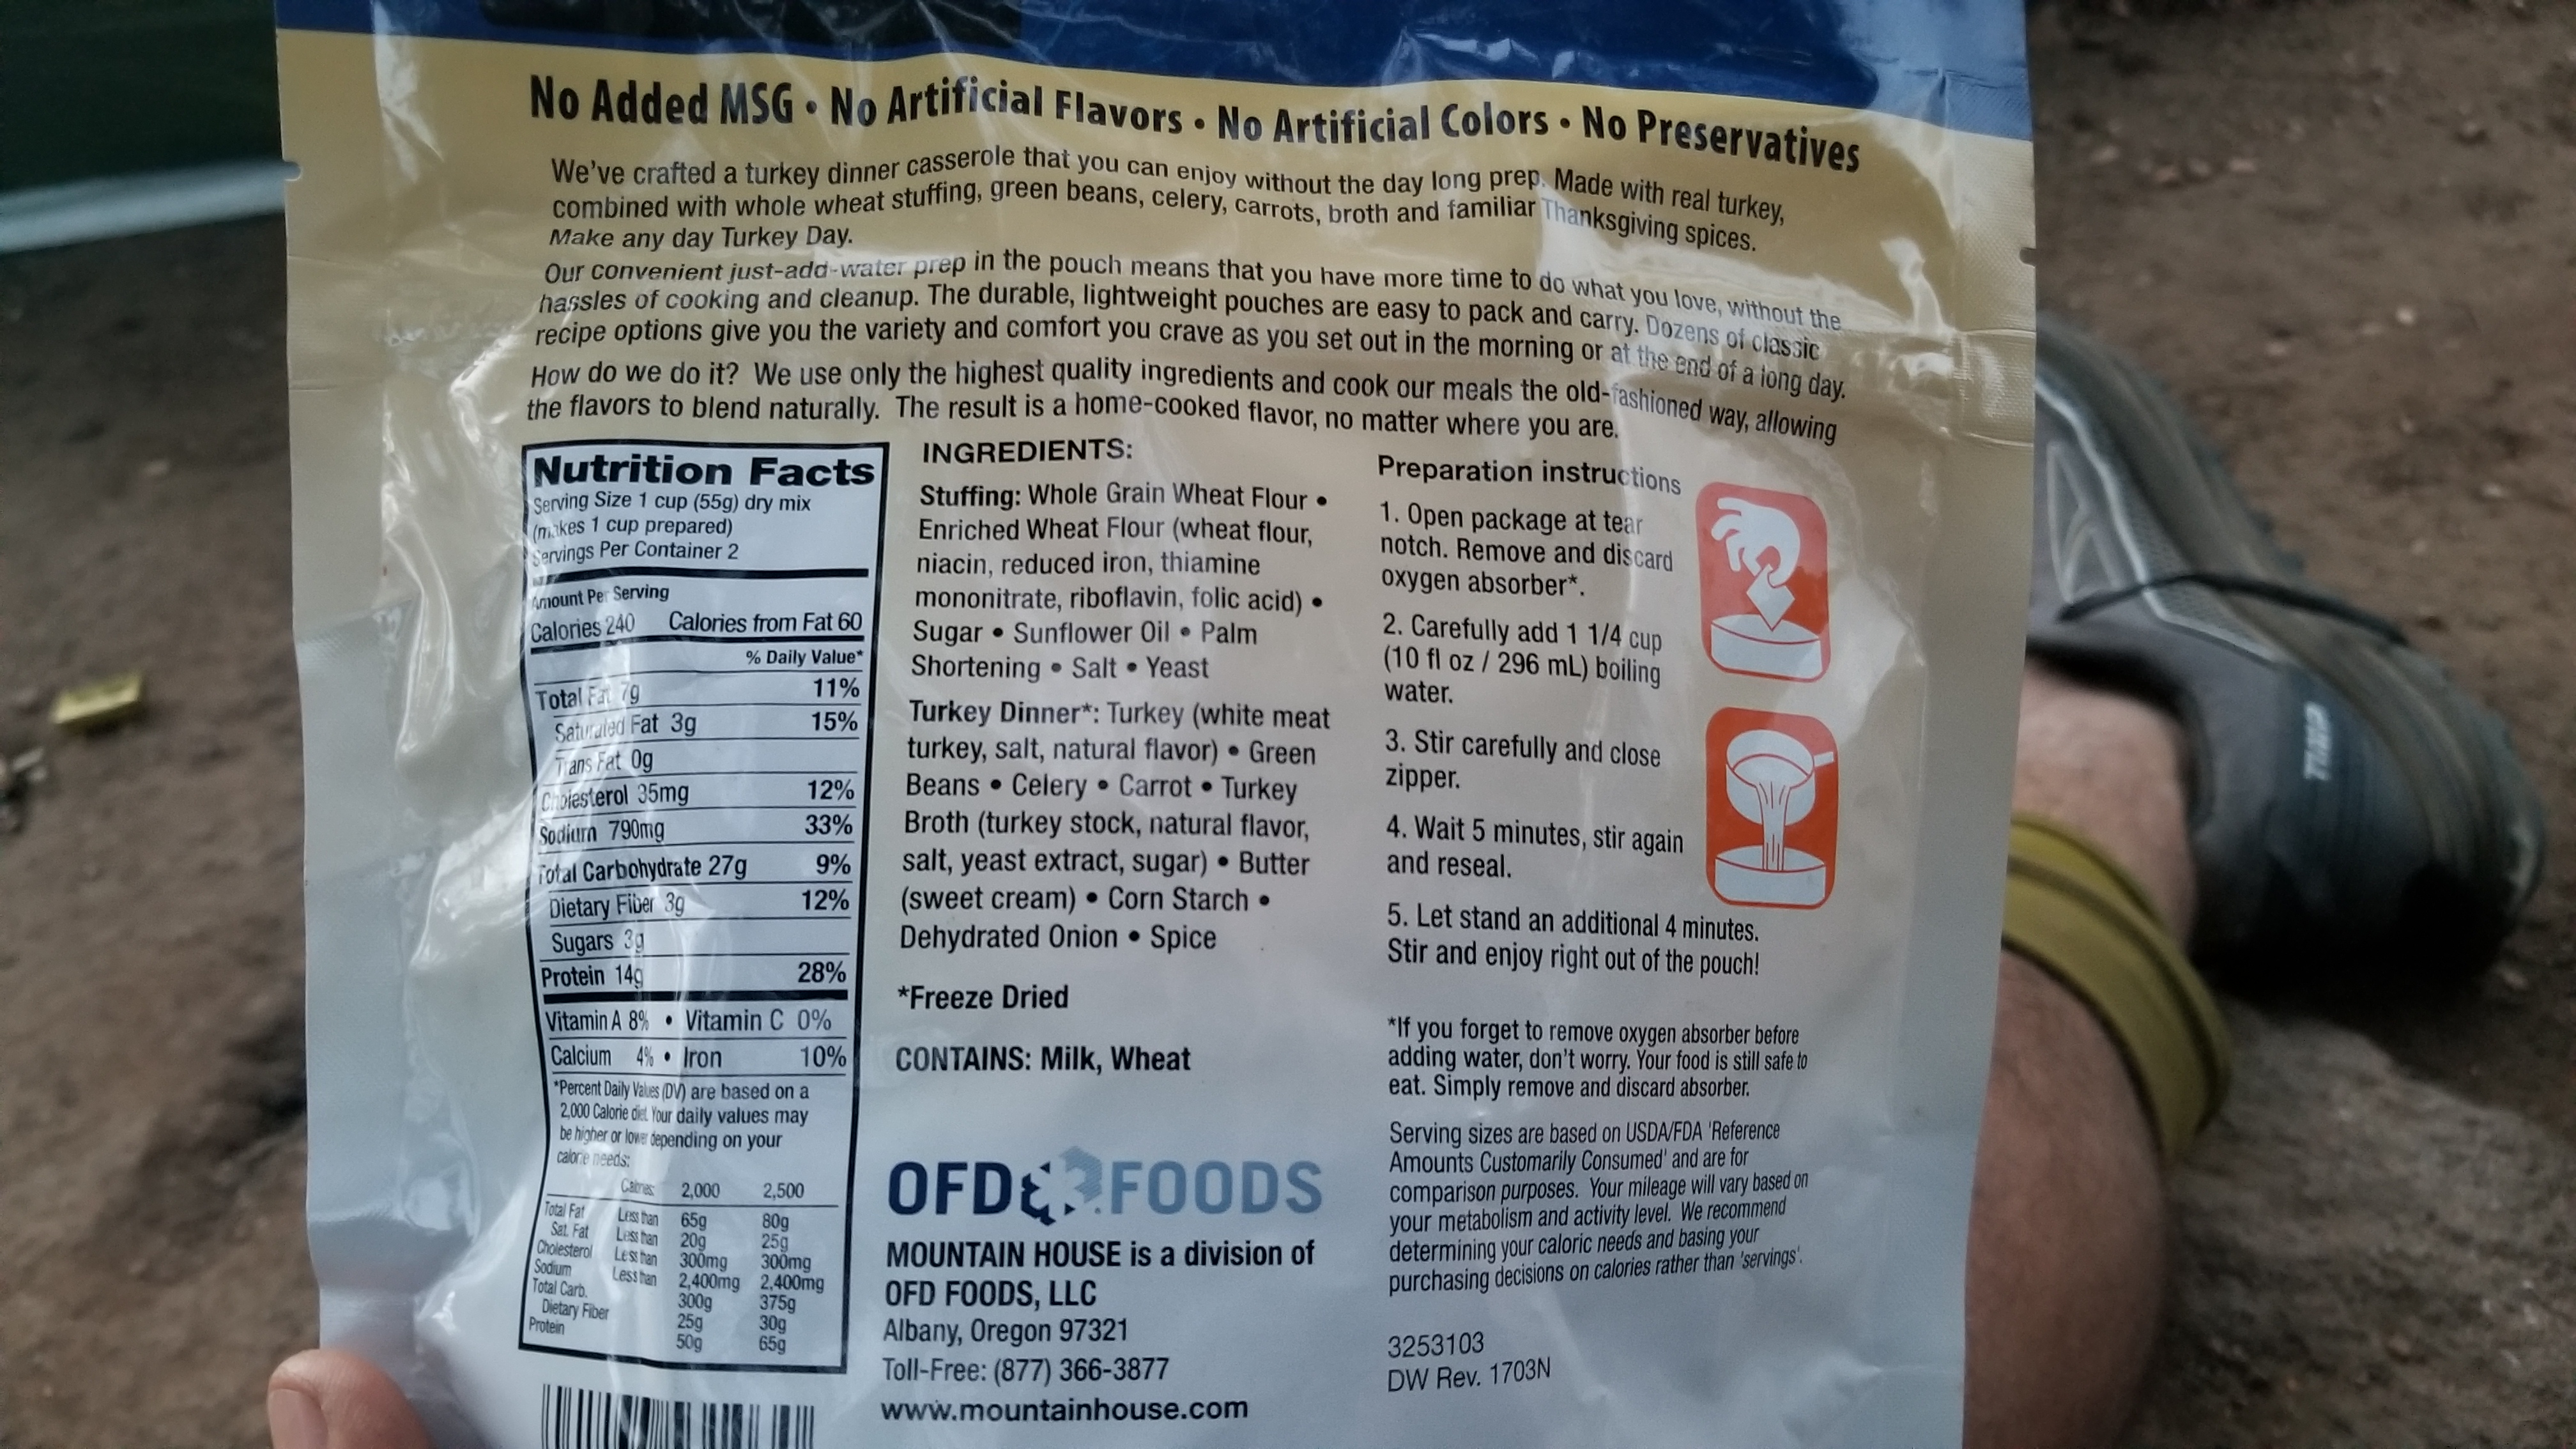 No Added MSG • No Artificial Flavors • No Artificial Colors • No Preservatives
We've crafted a turkey dinner casserole that you can enjoy without the day long prep. Made with real turkey,
combined with whole wheat stuffing, green beans, celery, carrots, broth and familiar Thanksgiving spices.
Make any day Turkey Day.
Our convenient just-add-water prep in the pouch means that you have more time to do what you love, without the
hassles of cooking and cleanup. The durable, lightweight pouches are easy to pack and carry. Dozens of classic
recipe options give you the variety and comfort you crave as you set out in the morning or at the end of a long day.
How do we do it? We use only the highest quality ingredients and cook our meals the old-fashioned way, allowing
the flavors to blend naturally. The result is a home-cooked flavor, no matter where you are.
Nutrition Facts
Serving Size 1 cup (55g) dry mix
(makes 1 cup prepared)
Servings Per Container 2
Amount Per Serving
Calories 240 Calories from Fat 60
% Daily Value*
Total Fat 7g 11%
Saturated Fat 3g 15%
Trans Fat 0g
Cholesterol 35mg 12%
Sodium 790mg 33%
Total Carbohydrate 27g 9%
Dietary Fiber 3g 12%
Sugars 3g
Protein 14g 28%
Vitamin A 8% • Vitamin C 0%
Calcium 4% • Iron 10%
*Percent Daily Values (DV) are based on a
2,000 Calorie diet. Your daily values may
be higher or lower depending on your
calorie needs:
Calories: 2,000 2,500
Total Fat Less than 65g 80g
Sat. Fat Less than 20g 25g
Cholesterol Less than 300mg 300mg
Sodium Less than 2,400mg 2,400mg
Total Carb. 300g 375g
Dietary Fiber 25g 30g
Protein 50g 65g
INGREDIENTS:
Stuffing: Whole Grain Wheat Flour •
Enriched Wheat Flour (wheat flour,
niacin, reduced iron, thiamine
mononitrate, riboflavin, folic acid) •
Sugar • Sunflower Oil • Palm
Shortening • Salt • Yeast
Turkey Dinner*: Turkey (white meat
turkey, salt, natural flavor) • Green
Beans • Celery • Carrot • Turkey
Broth (turkey stock, natural flavor,
salt, yeast extract, sugar) • Butter
(sweet cream) • Corn Starch •
Dehydrated Onion • Spice
*Freeze Dried
CONTAINS: Milk, Wheat
OFD FOODS
MOUNTAIN HOUSE is a division of
OFD FOODS, LLC
Albany, Oregon 97321
Toll-Free: (877) 366-3877
www.mountainhouse.com
Preparation instructions
1. Open package at tear
notch. Remove and discard
oxygen absorber*.
2. Carefully add 1 1/4 cup
(10 fl oz / 296 mL) boiling
water.
3. Stir carefully and close
zipper.
4. Wait 5 minutes, stir again
and reseal.
5. Let stand an additional 4 minutes.
Stir and enjoy right out of the pouch!
*If you forget to remove oxygen absorber before
adding water, don't worry. Your food is still safe to
eat. Simply remove and discard absorber.
Serving sizes are based on USDA/FDA 'Reference
Amounts Customarily Consumed' and are for
comparison purposes. Your mileage will vary based on
your metabolism and activity level. We recommend
determining your caloric needs and basing your
purchasing decisions on calories rather than 'servings'.
3253103
DW Rev. 1703N